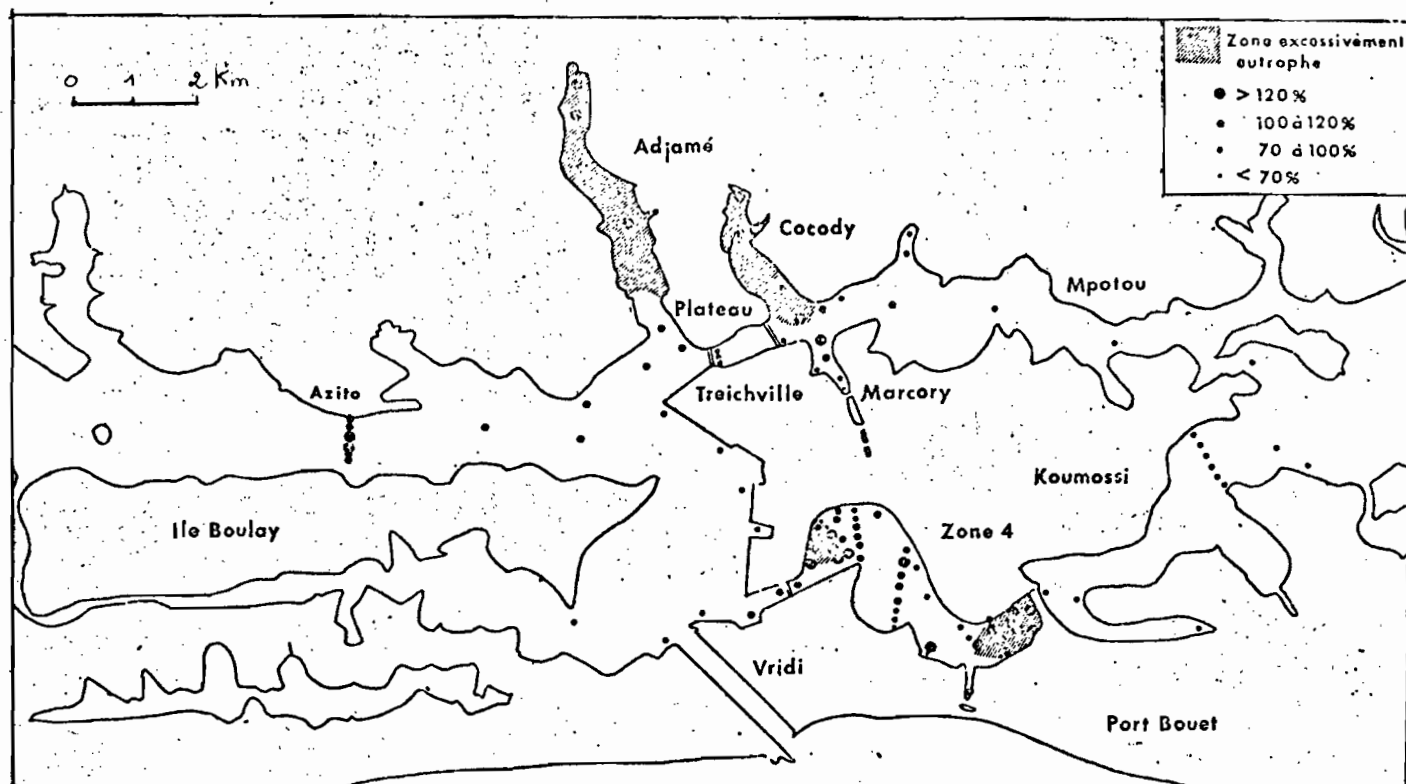 0 1 2 Km
Zone excessivément
eutrophe
> 120 %
100 à 120 %
70 à 100 %
< 70 %
Adjamé
Cocody
Mpotou
Plateau
Azito
Treichville
Marcory
Koumossi
Ile Boulay
Zone 4
Vridi
Port Bouet